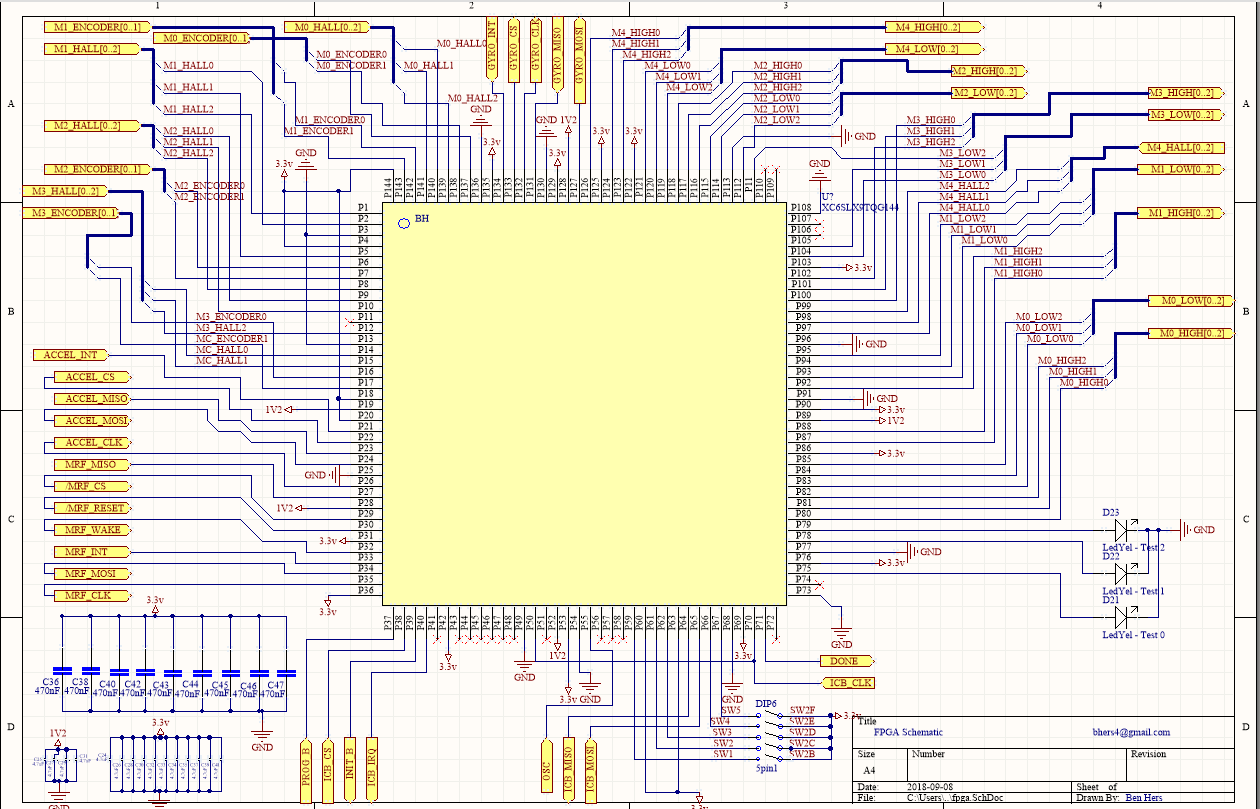 1 2 3 4
A
B
C
D
M1_ENCODER[0..1]
M0_ENCODER[0..1]
M1_HALL[0..2]
M0_HALL[0..2]
M2_HALL[0..2]
M2_ENCODER[0..1]
M3_HALL[0..2]
M3_ENCODER[0..1]
M0_ENCODER0
M0_ENCODER1
M0_HALL0
M0_HALL1
M0_HALL2
M1_HALL0
M1_HALL1
M1_HALL2
M1_ENCODER0
M1_ENCODER1
M2_HALL0
M2_HALL1
M2_HALL2
M2_ENCODER0
M2_ENCODER1
GYRO_INT
GYRO_CS
GYRO_CLK
GYRO_MISO
GYRO_MOSI
GND
GND
1V2
3.3v
3.3v
3.3v
3.3v
3.3v
3.3v
GND
M4_HIGH0
M4_HIGH1
M4_HIGH2
M4_LOW0
M4_LOW1
M4_LOW2
M2_HIGH0
M2_HIGH1
M2_HIGH2
M2_LOW0
M2_LOW1
M2_LOW2
GND
M4_HIGH[0..2]
M4_LOW[0..2]
M2_HIGH[0..2]
M2_LOW[0..2]
M3_HIGH[0..2]
M3_LOW[0..2]
M4_HALL[0..2]
M1_LOW[0..2]
M1_HIGH[0..2]
M0_LOW[0..2]
M0_HIGH[0..2]
M3_HIGH0
M3_HIGH1
M3_HIGH2
M3_LOW2
M3_LOW1
M3_LOW0
M4_HALL2
M4_HALL1
M4_HALL0
M1_LOW2
M1_LOW1
M1_LOW0
M1_HIGH2
M1_HIGH1
M1_HIGH0
M0_LOW2
M0_LOW1
M0_LOW0
M0_HIGH2
M0_HIGH1
M0_HIGH0
GND
U?
XC6SLX9TQG144
BH
P144 P143 P142 P141 P140 P139 P138 P137 P136 P135 P134 P133 P132 P131 P130 P129 P128 P127 P126 P125 P124 P123 P122 P121 P120 P119 P118 P117 P116 P115 P114 P113 P112 P111 P110 P109
P1
P2
P3
P4
P5
P6
P7
P8
P9
P10
P11
P12
P13
P14
P15
P16
P17
P18
P19
P20
P21
P22
P23
P24
P25
P26
P27
P28
P29
P30
P31
P32
P33
P34
P35
P36
P108
P107
P106
P105
P104
P103
P102
P101
P100
P99
P98
P97
P96
P95
P94
P93
P92
P91
P90
P89
P88
P87
P86
P85
P84
P83
P82
P81
P80
P79
P78
P77
P76
P75
P74
P73
P37 P38 P39 P40 P41 P42 P43 P44 P45 P46 P47 P48 P49 P50 P51 P52 P53 P54 P55 P56 P57 P58 P59 P60 P61 P62 P63 P64 P65 P66 P67 P68 P69 P70 P71 P72
M3_ENCODER0
M3_HALL2
MC_ENCODER1
MC_HALL0
MC_HALL1
ACCEL_INT
ACCEL_CS
ACCEL_MISO
ACCEL_MOSI
ACCEL_CLK
MRF_MISO
/MRF_CS
/MRF_RESET
MRF_WAKE
MRF_INT
MRF_MOSI
MRF_CLK
1V2
GND
1V2
3.3v
3.3v
3.3v
GND
GND
3.3v
1V2
3.3v
GND
3.3v
GND
D23
LedYel - Test 2
D22
LedYel - Test 1
D21
LedYel - Test 0
GND
3.3v
C36
470nF
C38
470nF
C40
470nF
C42
470nF
C43
470nF
C44
470nF
C45
470nF
C46
470nF
C47
470nF
GND
1V2
GND
3.3v
GND
PROG_B
ICB_CS
INIT_B
ICB_IRQ
OSC
ICB_MISO
ICB_MOSI
3.3v
GND
1V2
3.3v
GND
GND
3.3v
3.3v
DONE
ICB_CLK
DIP6
SW5
SW4
SW3
SW2
SW1
SW2F
SW2E
SW2D
SW2C
SW2B
5pin1
3.3v
Title
FPGA Schematic
bhers4@gmail.com
Size
A4
Number
Revision
Date: 2018-09-08
Sheet of
File: C:\Users\..\fpga.SchDoc
Drawn By: Ben Hers